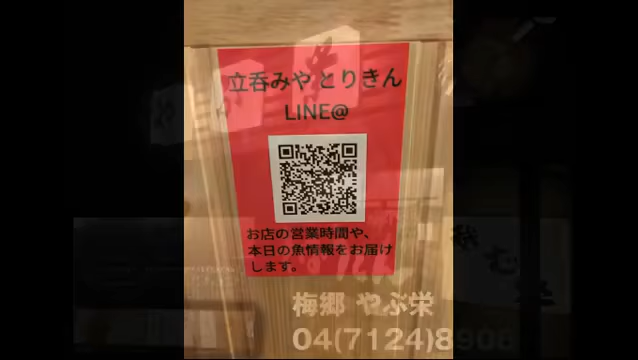 立呑みや とりきん
LINE@
お店の営業時間や、
本日の魚情報をお届け
します。
梅郷 やぶ栄
04(7124)8908